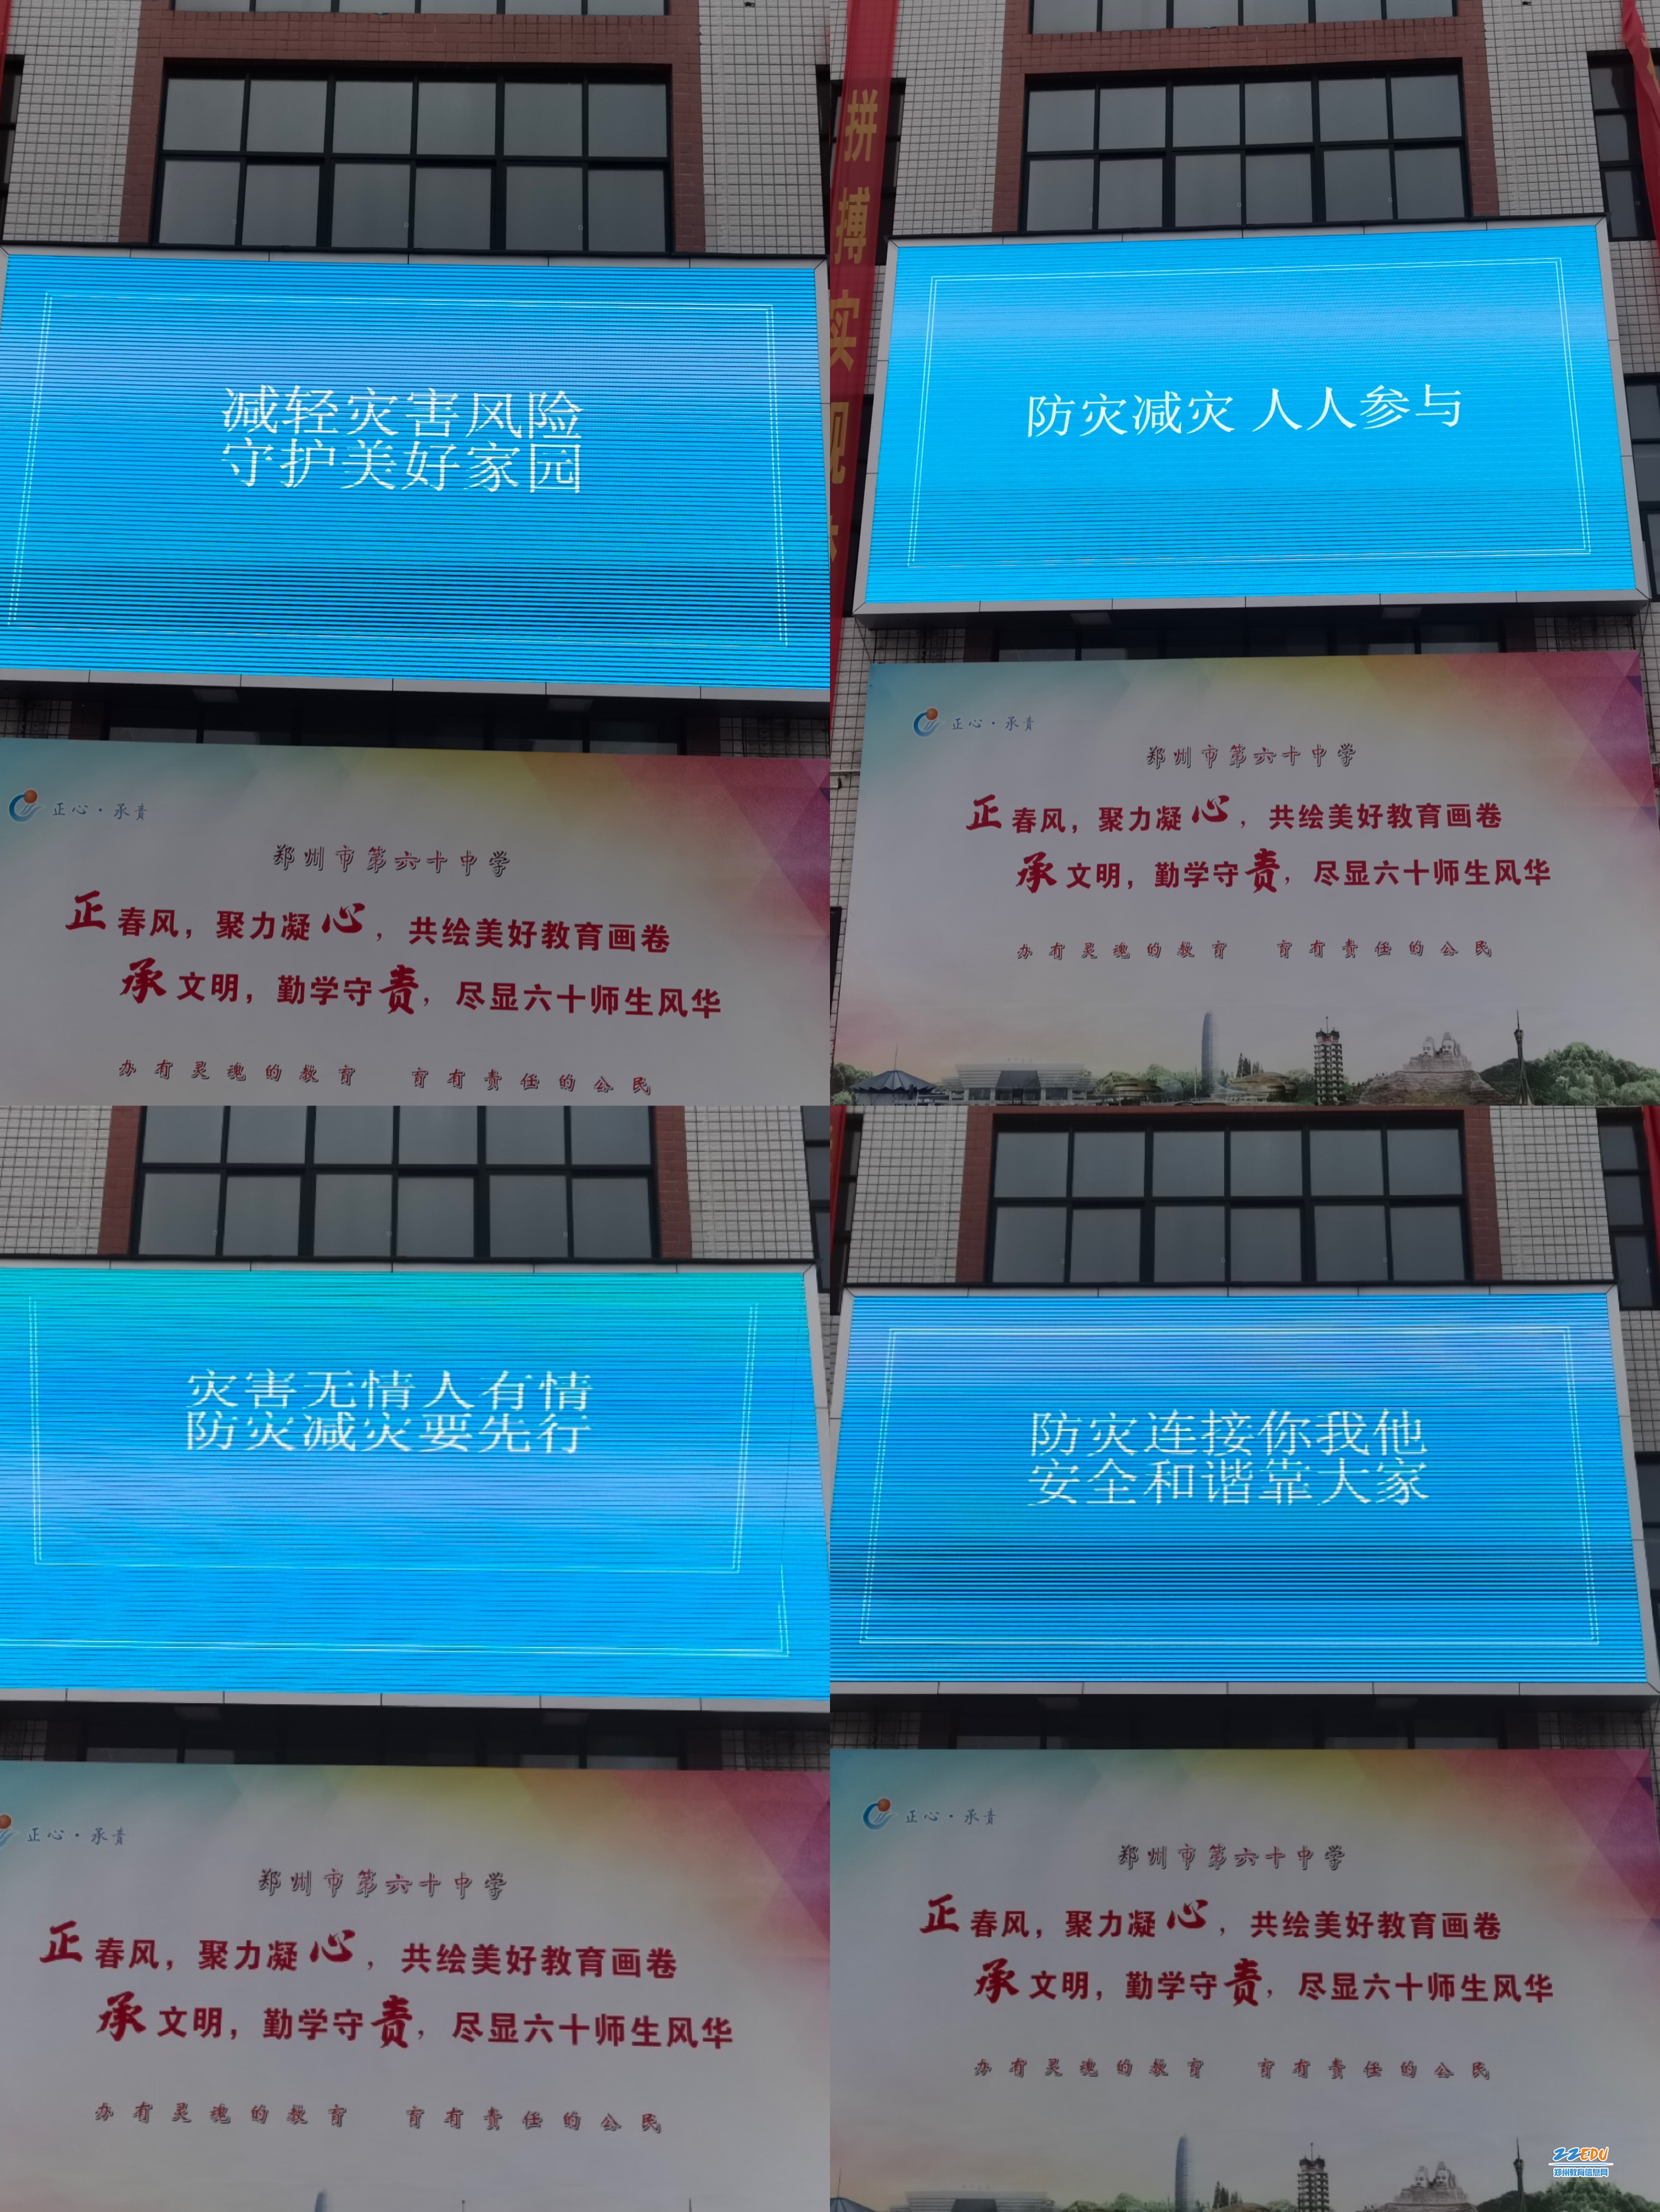 减轻灾害风险
守护美好家园
正心·承责
郑州市第六十中学
正春风，聚力凝心，共绘美好教育画卷
承文明，勤学守责，尽显六十师生风华
办有灵魂的教育 育有责任的公民
拼搏实现
防灾减灾 人人参与
正心·承责
郑州市第六十中学
正春风，聚力凝心，共绘美好教育画卷
承文明，勤学守责，尽显六十师生风华
办有灵魂的教育 育有责任的公民
灾害无情人有情
防灾减灾要先行
正心·承责
郑州市第六十中学
正春风，聚力凝心，共绘美好教育画卷
承文明，勤学守责，尽显六十师生风华
办有灵魂的教育 育有责任的公民
防灾连接你我他
安全和谐靠大家
正心·承责
郑州市第六十中学
正春风，聚力凝心，共绘美好教育画卷
承文明，勤学守责，尽显六十师生风华
办有灵魂的教育 育有责任的公民
ZZEDU
郑州教育信息网